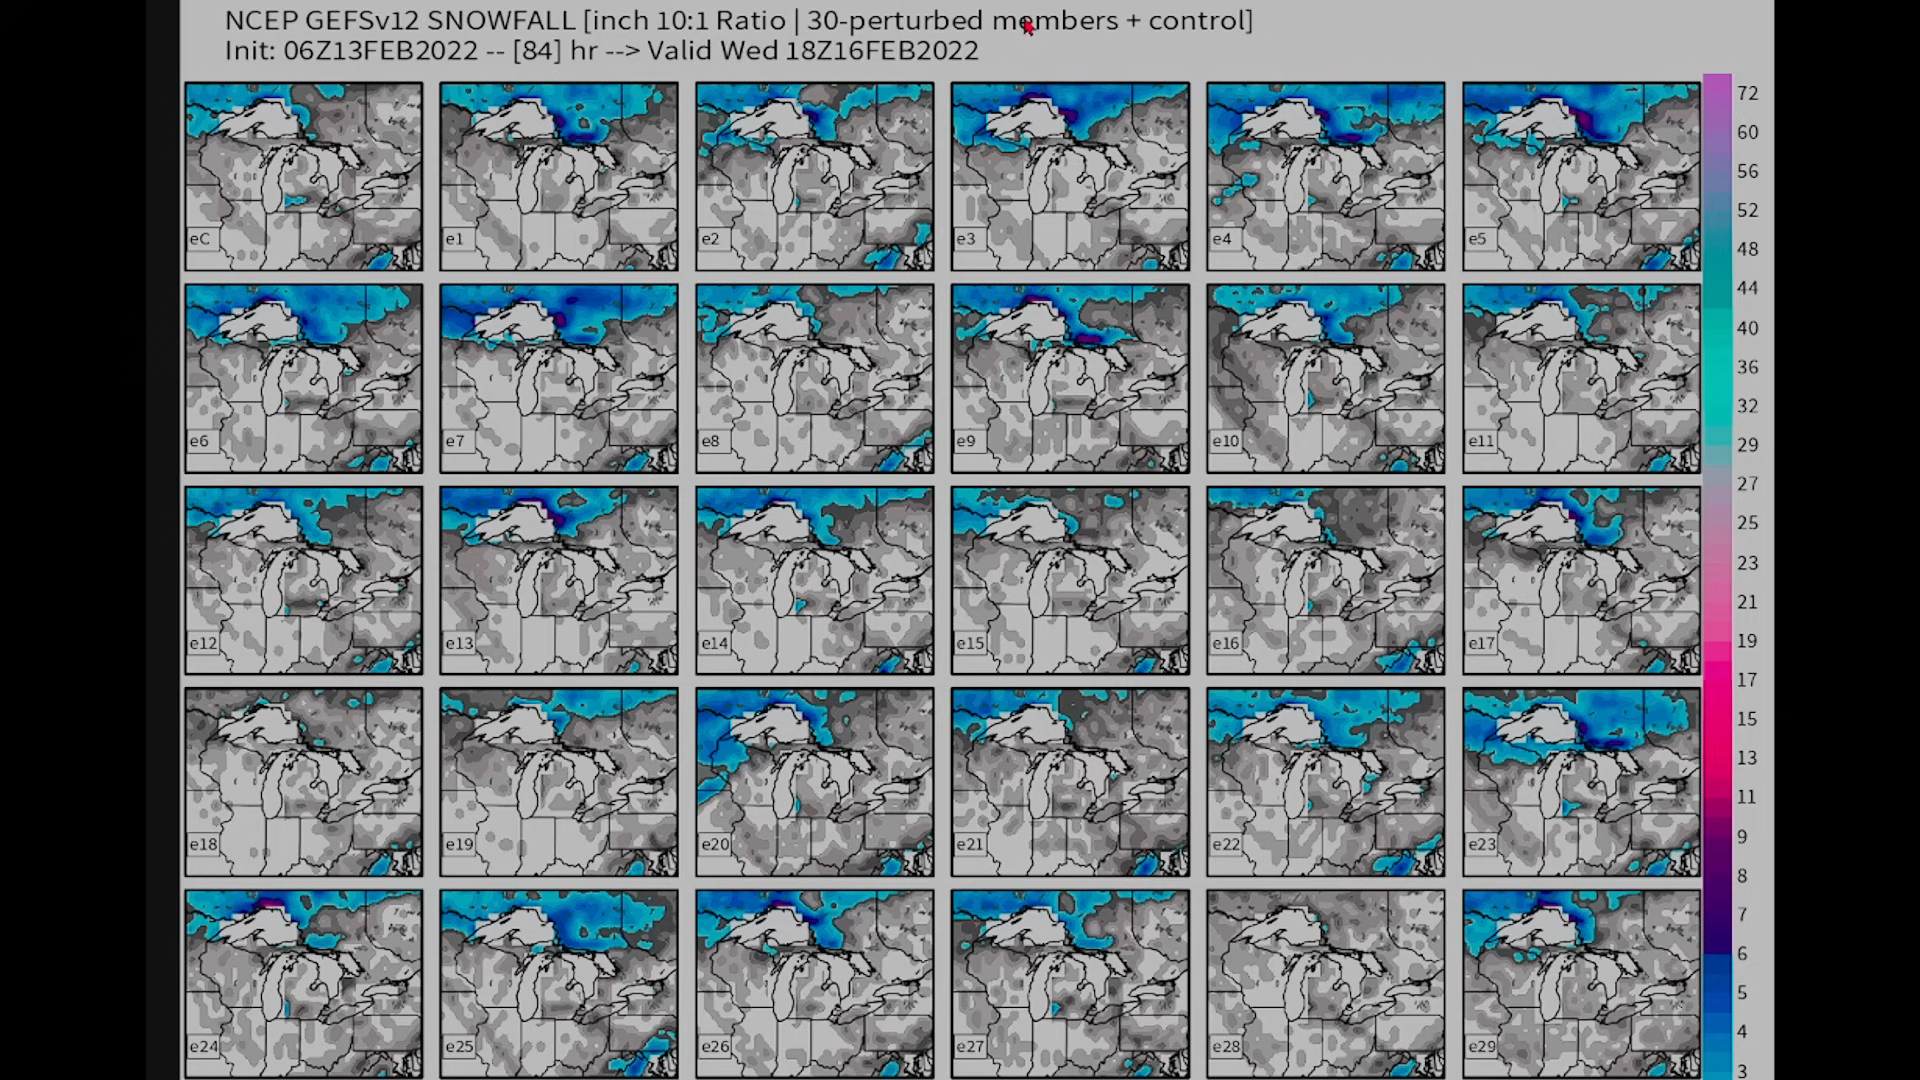 NCEP GEFSv12 SNOWFALL [inch 10:1 Ratio | 30-perturbed members + control]
Init: 06Z13FEB2022 -- [84] hr --> Valid Wed 18Z16FEB2022
eC
e1
e2
e3
e4
e5
e6
e7
e8
e9
e10
e11
e12
e13
e14
e15
e16
e17
e18
e19
e20
e21
e22
e23
e24
e25
e26
e27
e28
e29
72
60
56
52
48
44
40
36
32
29
27
25
23
21
19
17
15
13
11
9
8
7
6
5
4
3